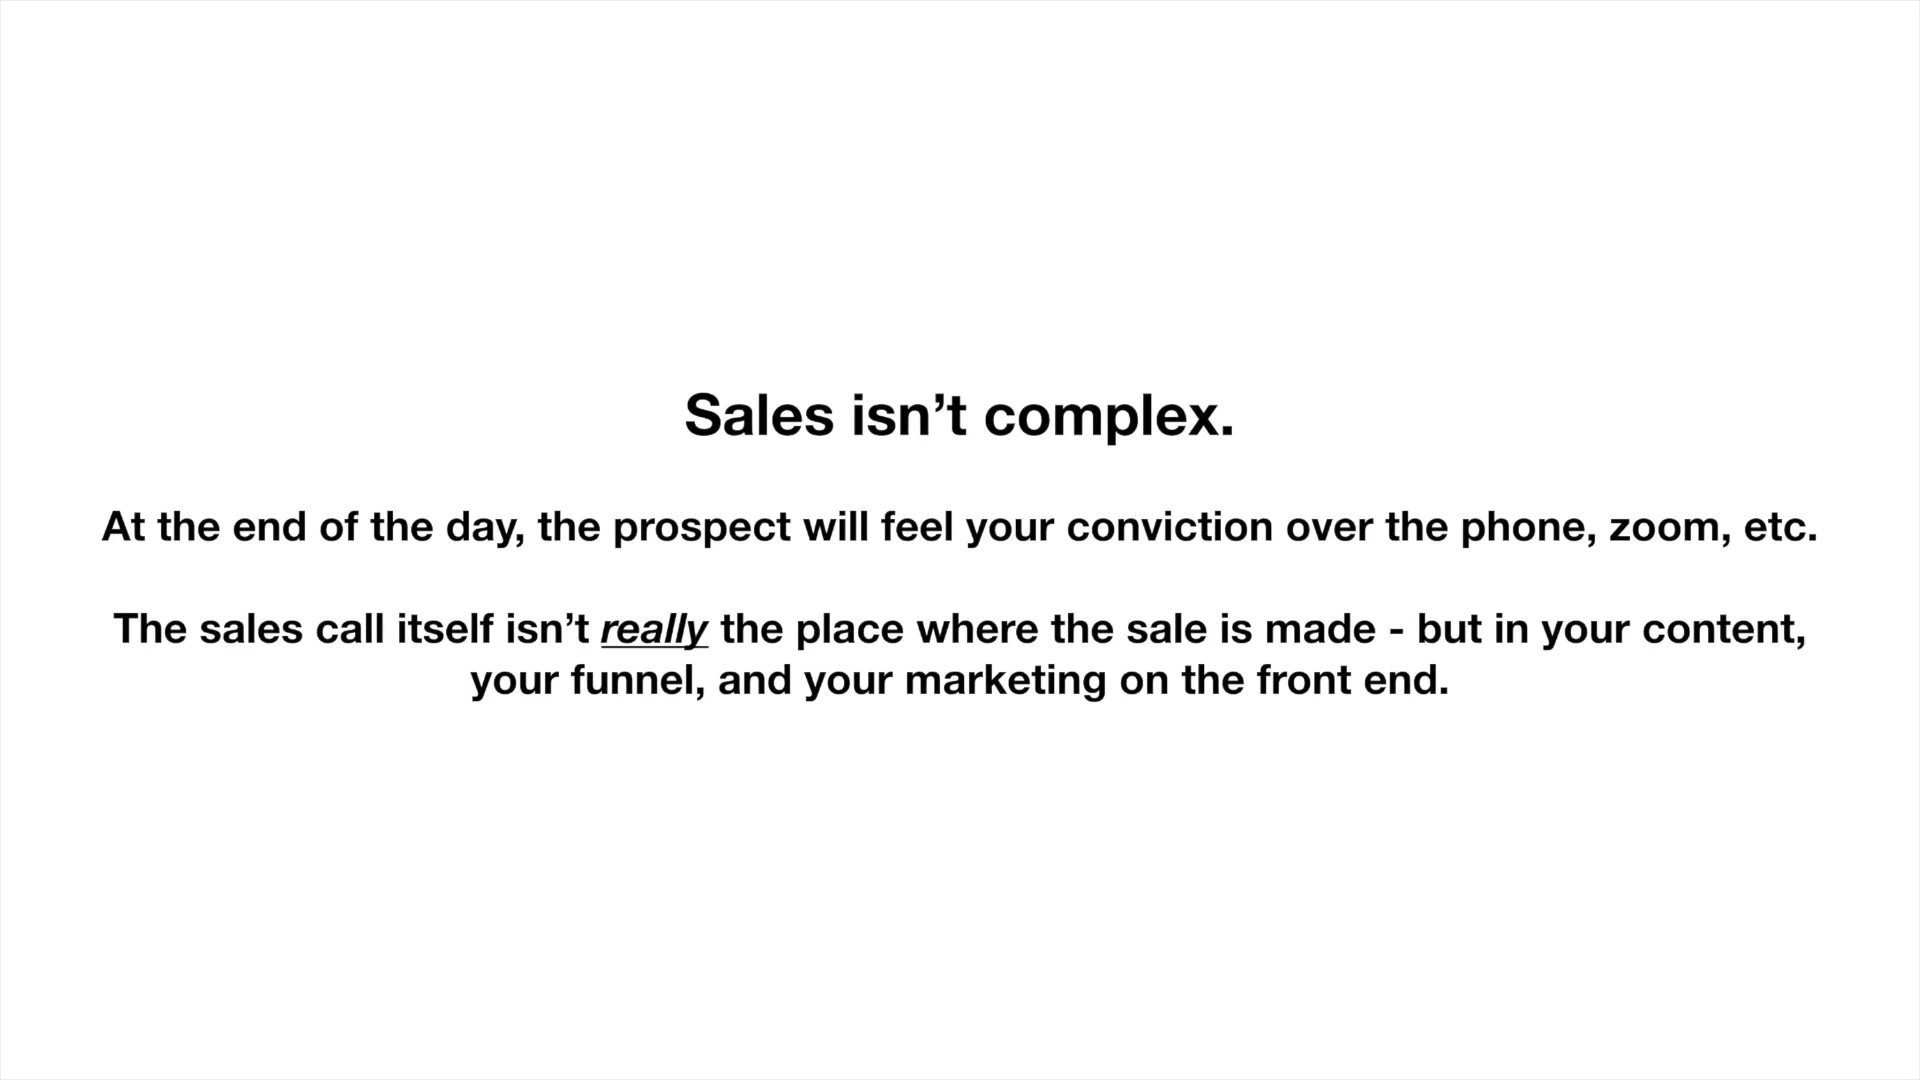 Sales isn’t complex.
At the end of the day, the prospect will feel your conviction over the phone, zoom, etc.
The sales call itself isn’t really the place where the sale is made - but in your content,
your funnel, and your marketing on the front end.